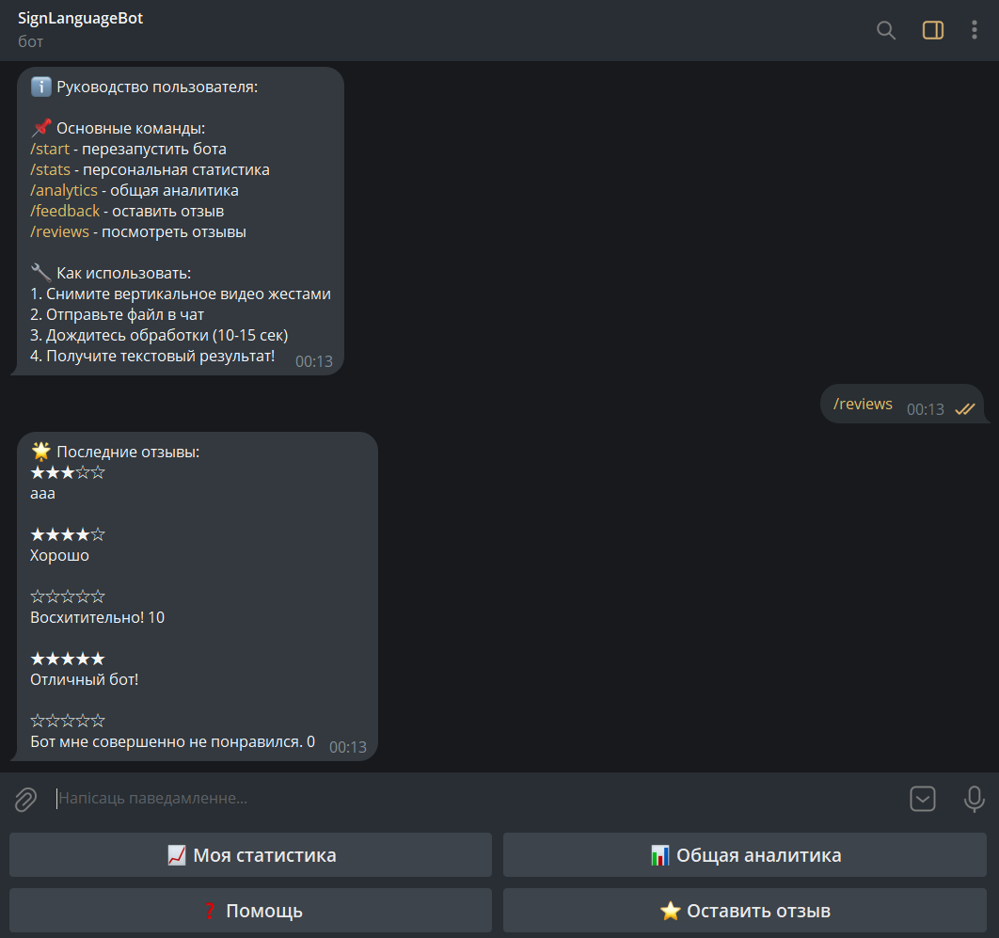 SignLanguageBot
бот
ℹ️ Руководство пользователя:
📌 Основные команды:
/start - перезапустить бота
/stats - персональная статистика
/analytics - общая аналитика
/feedback - оставить отзыв
/reviews - посмотреть отзывы
🔧 Как использовать:
1. Снимите вертикальное видео жестами
2. Отправьте файл в чат
3. Дождитесь обработки (10-15 сек)
4. Получите текстовый результат! 00:13
/reviews 00:13
🌟 Последние отзывы:
★★★☆☆
ааа
★★★★☆
Хорошо
☆☆☆☆☆
Восхитительно! 10
★★★★★
Отличный бот!
☆☆☆☆☆
Бот мне совершенно не понравился. 0 00:13
Напісаць паведамленне...
📈 Моя статистика
📊 Общая аналитика
❓ Помощь
⭐ Оставить отзыв